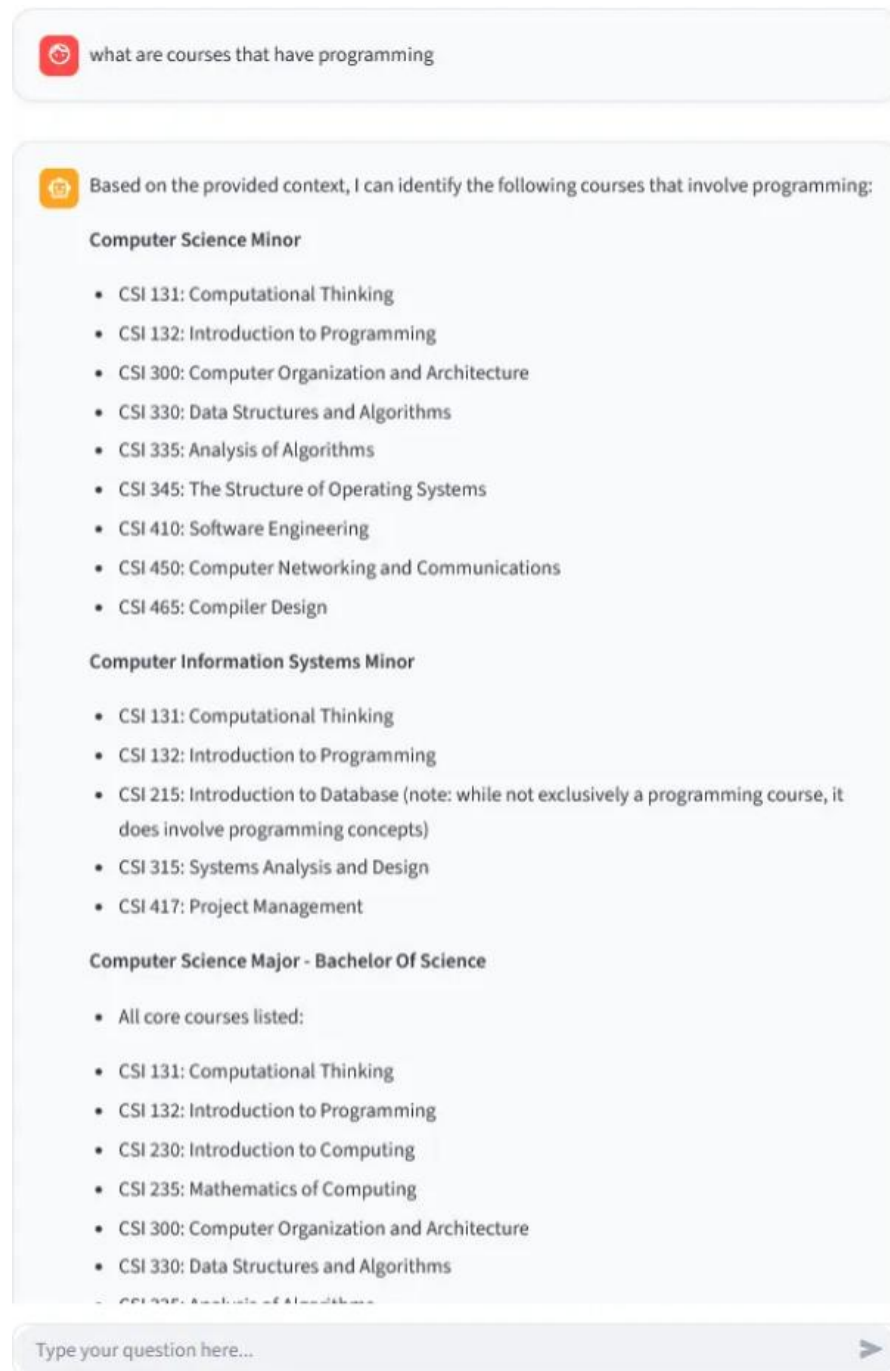 what are courses that have programming
Based on the provided context, I can identify the following courses that involve programming:
Computer Science Minor
• CSI 131: Computational Thinking
• CSI 132: Introduction to Programming
• CSI 300: Computer Organization and Architecture
• CSI 330: Data Structures and Algorithms
• CSI 335: Analysis of Algorithms
• CSI 345: The Structure of Operating Systems
• CSI 410: Software Engineering
• CSI 450: Computer Networking and Communications
• CSI 465: Compiler Design
Computer Information Systems Minor
• CSI 131: Computational Thinking
• CSI 132: Introduction to Programming
• CSI 215: Introduction to Database (note: while not exclusively a programming course, it
does involve programming concepts)
• CSI 315: Systems Analysis and Design
• CSI 417: Project Management
Computer Science Major - Bachelor Of Science
• All core courses listed:
• CSI 131: Computational Thinking
• CSI 132: Introduction to Programming
• CSI 230: Introduction to Computing
• CSI 235: Mathematics of Computing
• CSI 300: Computer Organization and Architecture
• CSI 330: Data Structures and Algorithms
• CSI 335: Analysis of Algorithms
Type your question here...